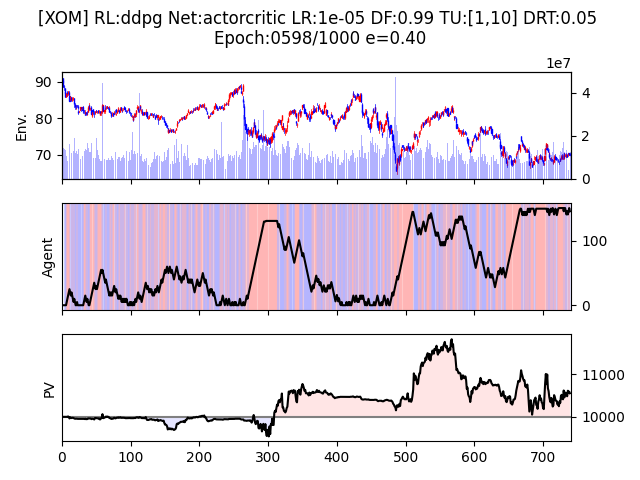 [XOM] RL:ddpg Net:actorcritic LR:1e-05 DF:0.99 TU:[1,10] DRT:0.05
Epoch:0598/1000 e=0.40
1e7
Env.
90
80
70
4
2
0
Agent
100
0
PV
11000
10000
0 100 200 300 400 500 600 700